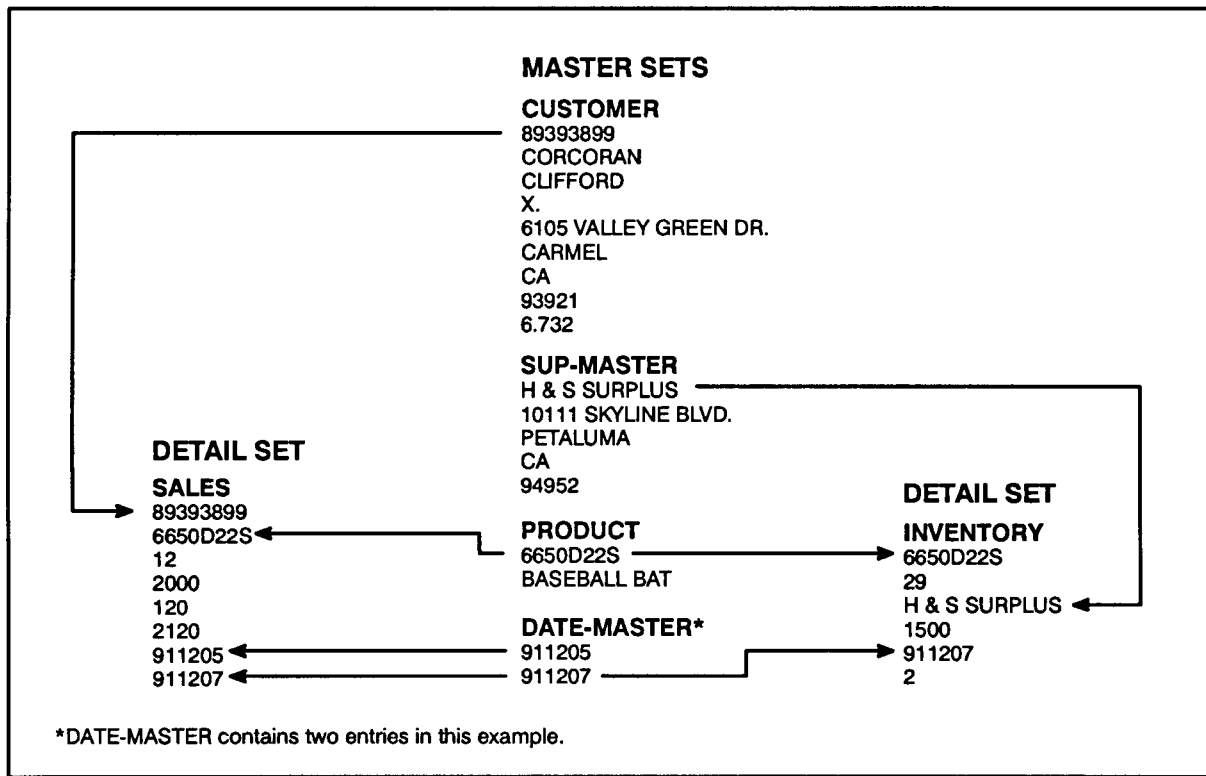 MASTER SETS
CUSTOMER
89393899
CORCORAN
CLIFFORD
X.
6105 VALLEY GREEN DR.
CARMEL
CA
93921
6.732
SUP-MASTER
H & S SURPLUS
10111 SKYLINE BLVD.
PETALUMA
CA
94952
DETAIL SET
SALES
89393899
6650D22S
12
2000
120
2120
911205
911207
PRODUCT
6650D22S
BASEBALL BAT
DATE-MASTER*
911205
911207
DETAIL SET
INVENTORY
6650D22S
29
H & S SURPLUS
1500
911207
2
*DATE-MASTER contains two entries in this example.